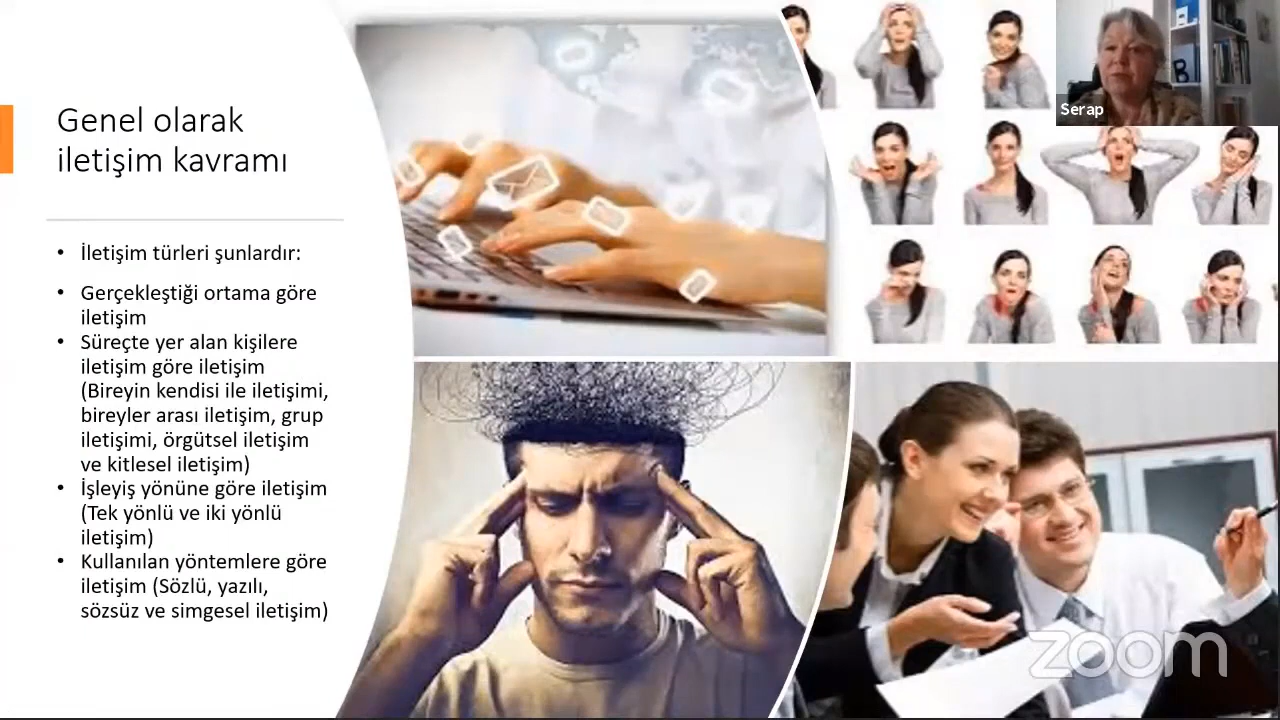 Genel olarak
iletişim kavramı
• İletişim türleri şunlardır:
• Gerçekleştiği ortama göre
iletişim
• Süreçte yer alan kişilere
iletişim göre iletişim
(Bireyin kendisi ile iletişimi,
bireyler arası iletişim, grup
iletişimi, örgütsel iletişim
ve kitlesel iletişim)
• İşleyiş yönüne göre iletişim
(Tek yönlü ve iki yönlü
iletişim)
• Kullanılan yöntemlere göre
iletişim (Sözlü, yazılı,
sözsüz ve simgesel iletişim)
B
Serap
zoom